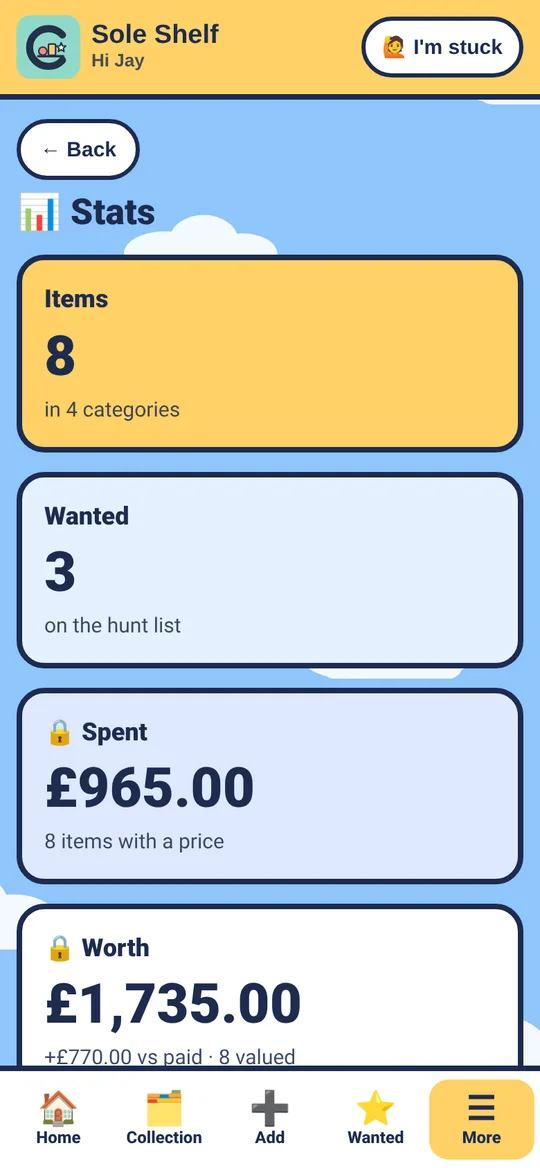 Sole Shelf
Hi Jay
🙋 I'm stuck
← Back
📊 Stats
Items
8
in 4 categories
Wanted
3
on the hunt list
🔒 Spent
£965.00
8 items with a price
🔒 Worth
£1,735.00
+£770.00 vs paid · 8 valued
Home
Collection
Add
Wanted
More